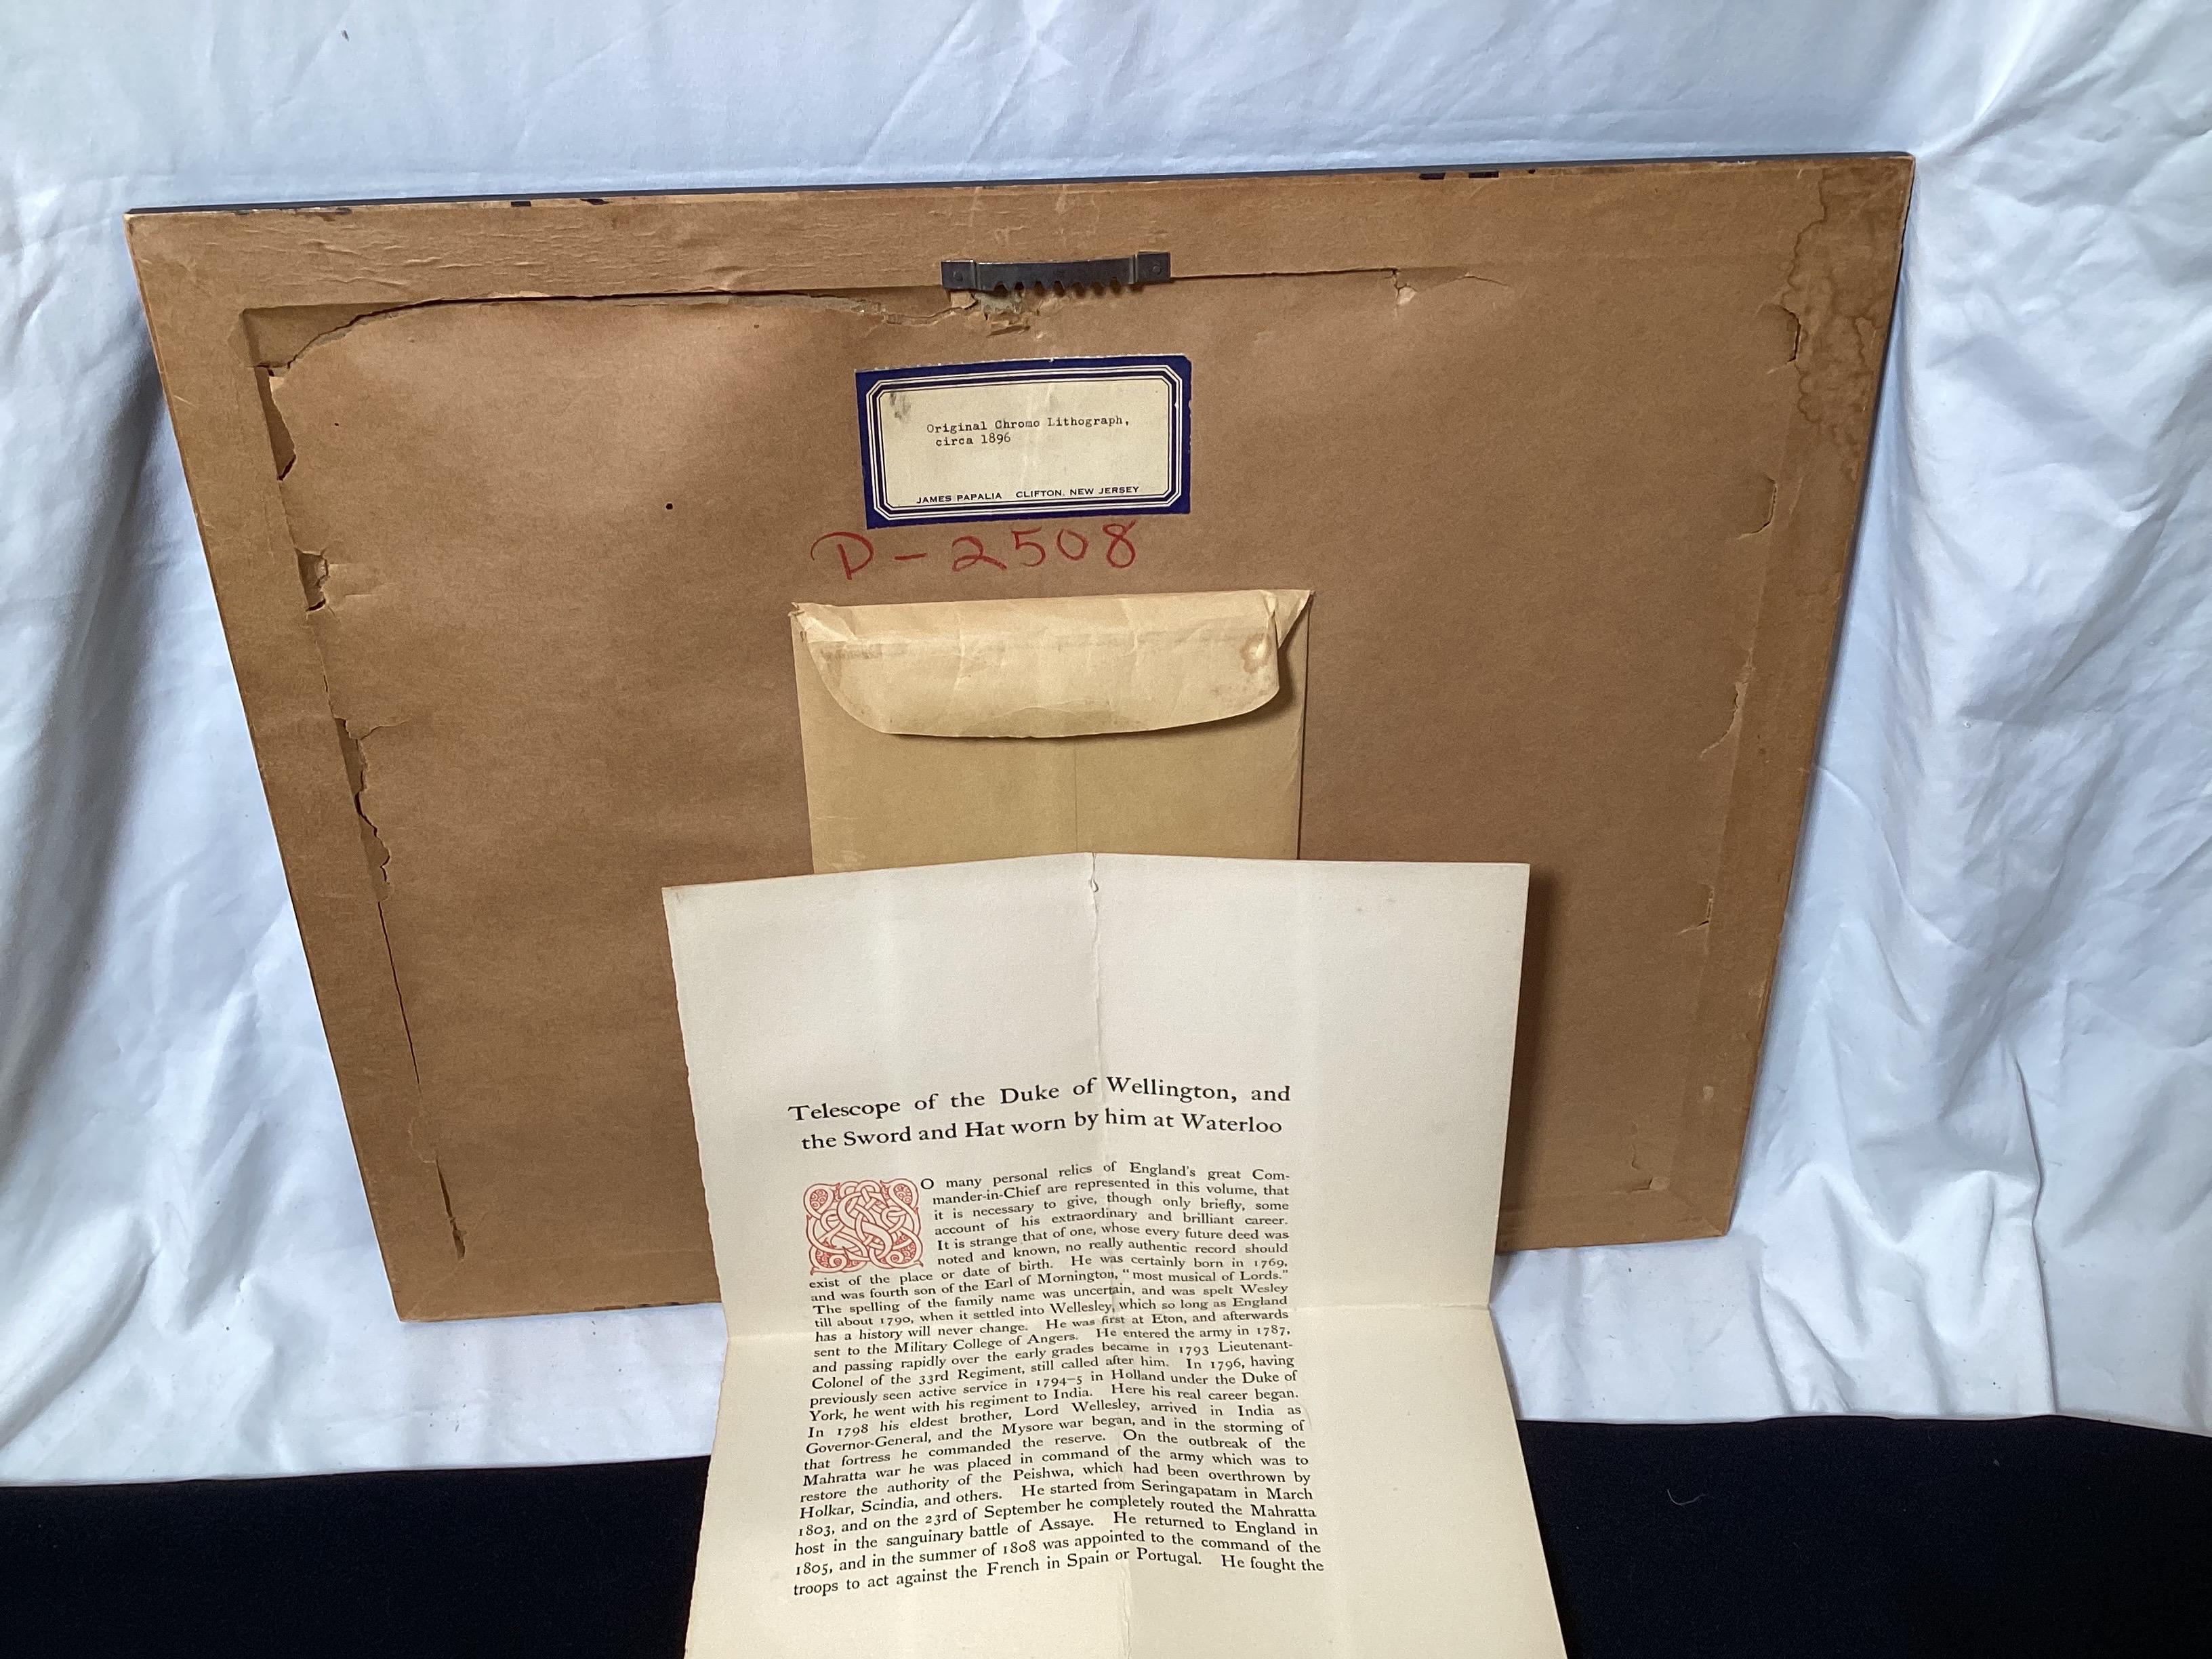 Original Chromo Lithograph,
circa 1896
JAMES PAPALIA CLIFTON, NEW JERSEY
D-2508
Telescope of the Duke of Wellington, and
the Sword and Hat worn by him at Waterloo
SO many personal relics of England's great Com-
mander-in-Chief are represented in this volume, that
it is necessary to give, though only briefly, some
account of his extraordinary and brilliant career.
It is strange that of one, whose every future deed was
noted and known, no really authentic record should
exist of the place or date of birth. He was certainly born in 1769,
and was fourth son of the Earl of Mornington, "most musical of Lords."
The spelling of the family name was uncertain, and was spelt Wesley
till about 1790, when it settled into Wellesley, which so long as England
has a history will never change. He was first at Eton, and afterwards
sent to the Military College of Angers. He entered the army in 1787,
and passing rapidly over the early grades became in 1793 Lieutenant-
Colonel of the 33rd Regiment, still called after him. In 1796, having
previously seen active service in 1794-5 in Holland under the Duke of
York, he went with his regiment to India. Here his real career began.
In 1798 his eldest brother, Lord Wellesley, arrived in India as
Governor-General, and the Mysore war began, and in the storming of
that fortress he commanded the reserve. On the outbreak of the
Mahratta war he was placed in command of the army which was to
restore the authority of the Peishwa, which had been overthrown by
Holkar, Scindia, and others. He started from Seringapatam in March
1803, and on the 23rd of September he completely routed the Mahratta
host in the sanguinary battle of Assaye. He returned to England in
1805, and in the summer of 1808 was appointed to the command of the
troops to act against the French in Spain or Portugal. He fought the